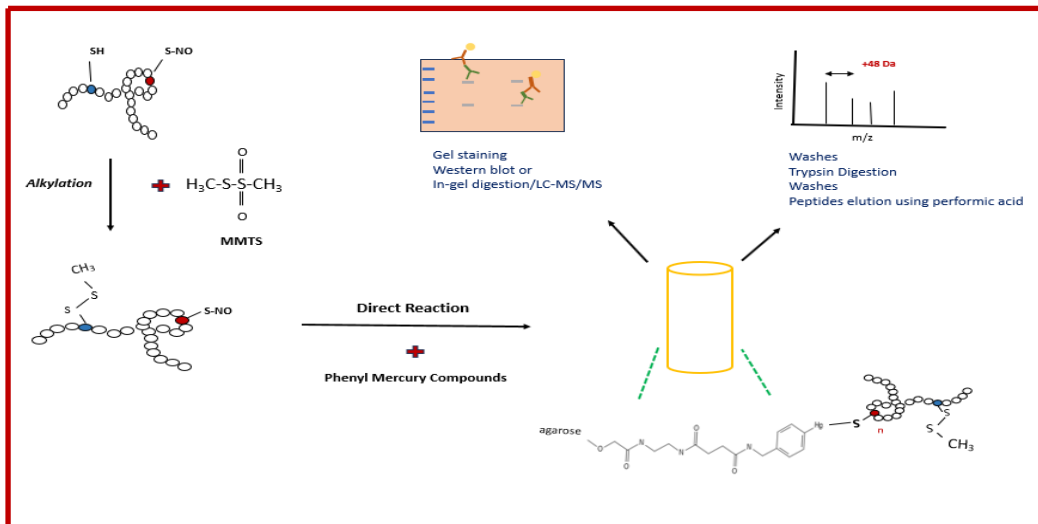 SH
S-NO
Alkylation
O
H3C-S-S-CH3
O
MMTS
Gel staining
Western blot or
In-gel digestion/LC-MS/MS
+48 Da
Intensity
m/z
Washes
Trypsin Digestion
Washes
Peptides elution using performic acid
CH3
S
S
S-NO
Direct Reaction
Phenyl Mercury Compounds
agarose
O
O
N
N
O
O
N
Hg
S
n
S
S
CH3